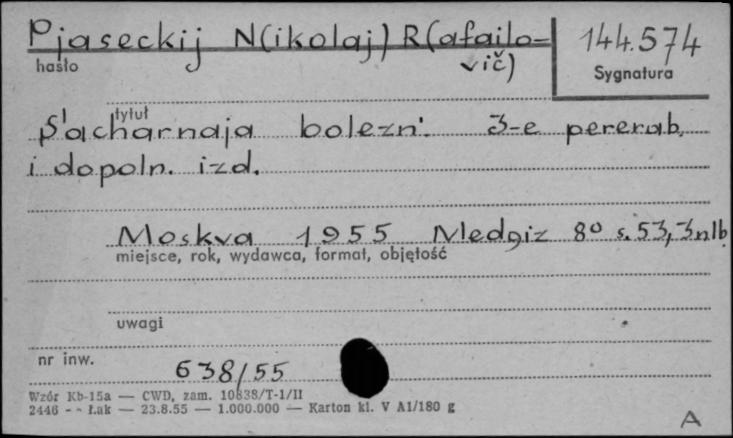 Pjaseckij N(ikolaj) R(afailo- 144.574
hasło vič) Sygnatura
tytuł
Sacharnaja bolezn'. 3-e pererab.
i dopoln. izd.
Moskva 1955 Medgiz 8° s. 53, 3nlb
miejsce, rok, wydawca, format, objętość
uwagi
nr inw.
638/55
Wzór Kb-15a — CWD, zam. 10838/T-1/II
2446 - - Łak — 23.8.55 — 1.000.000 — Karton kl. V A1/180 g
A